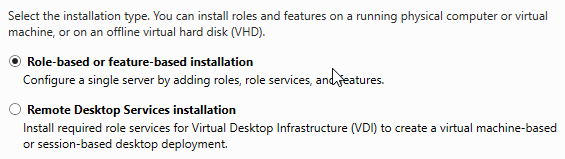 Select the installation type. You can install roles and features on a running physical computer or virtual
machine, or on an offline virtual hard disk (VHD).
Role-based or feature-based installation
Configure a single server by adding roles, role services, and features.
Remote Desktop Services installation
Install required role services for Virtual Desktop Infrastructure (VDI) to create a virtual machine-based
or session-based desktop deployment.